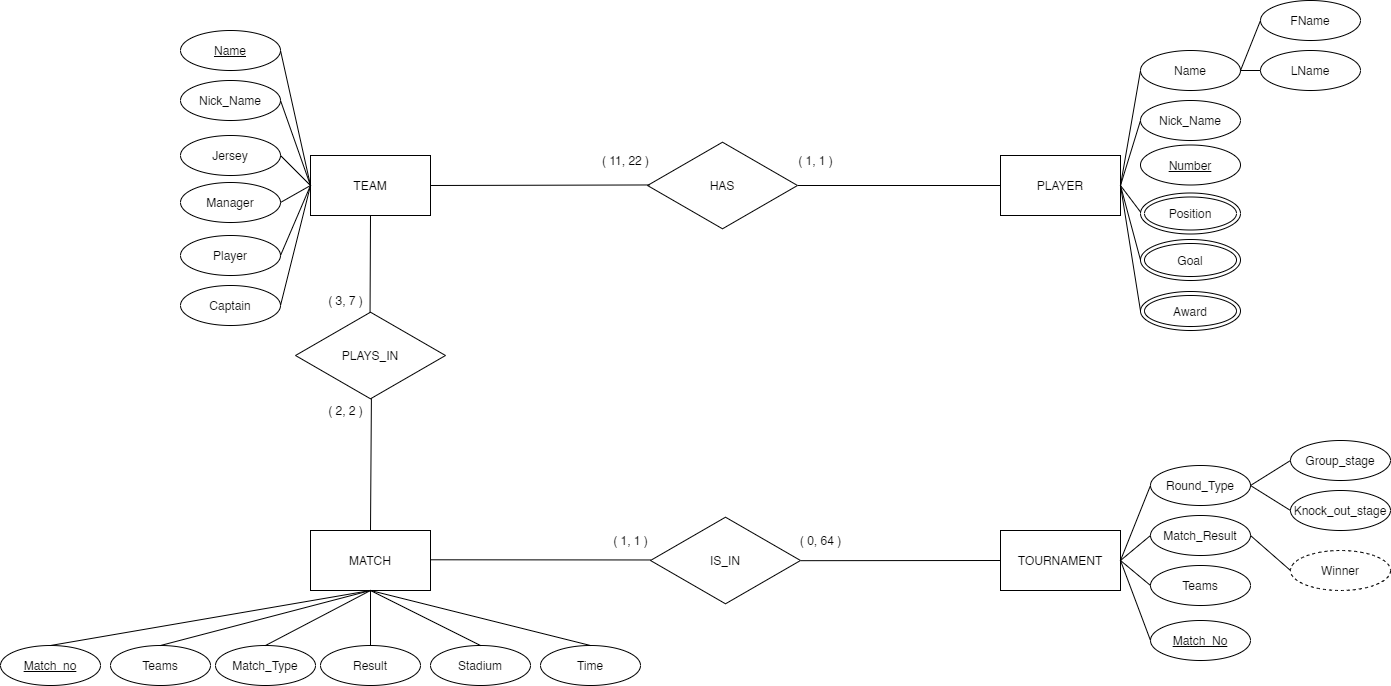 FName
Name
Name
LName
Nick_Name
Nick_Name
Jersey
( 11, 22 )
( 1, 1 )
Number
TEAM
HAS
PLAYER
Manager
Position
Player
Goal
Captain
( 3, 7 )
Award
PLAYS_IN
( 2, 2 )
Group_stage
Round_Type
Knock_out_stage
( 1, 1 )
( 0, 64 )
Match_Result
MATCH
IS_IN
TOURNAMENT
Winner
Teams
Match_No
Match_no
Teams
Match_Type
Result
Stadium
Time